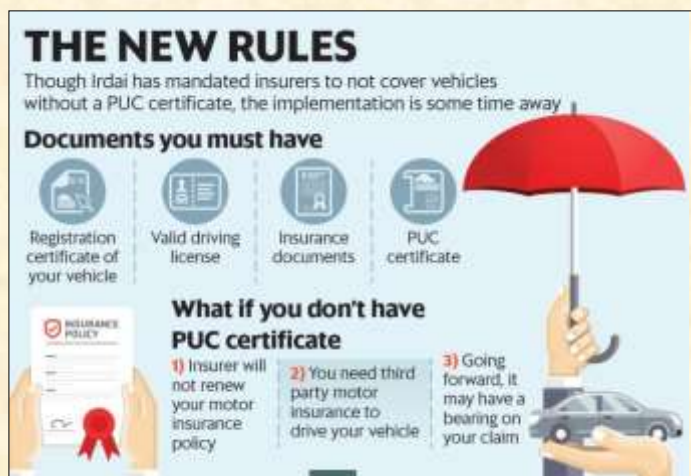 THE NEW RULES
Though Irdai has mandated insurers to not cover vehicles
without a PUC certificate, the implementation is some time away
Documents you must have
Registration
certificate of
your vehicle
Valid driving
license
Insurance
documents
PUC
certificate
INSURANCE
POLICY
What if you don't have
PUC certificate
1) Insurer will
not renew
your motor
insurance
policy
2) You need third
party motor
insurance to
drive your vehicle
3) Going
forward, it
may have a
bearing on
your claim